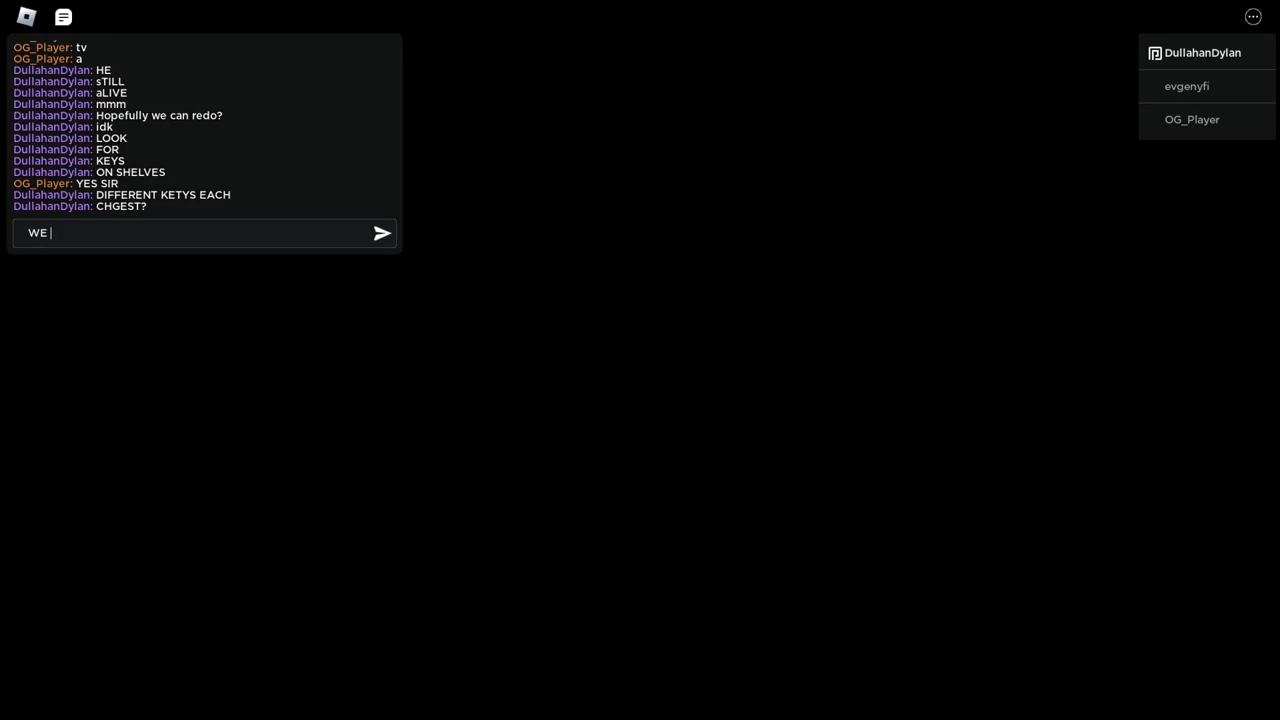 OG_Player: tv
OG_Player: a
DullahanDylan: HE
DullahanDylan: sTILL
DullahanDylan: aLIVE
DullahanDylan: mmm
DullahanDylan: Hopefully we can redo?
DullahanDylan: idk
DullahanDylan: LOOK
DullahanDylan: FOR
DullahanDylan: KEYS
DullahanDylan: ON SHELVES
OG_Player: YES SIR
DullahanDylan: DIFFERENT KETYS EACH
DullahanDylan: CHGEST?
WE
DullahanDylan
evgenyfi
OG_Player